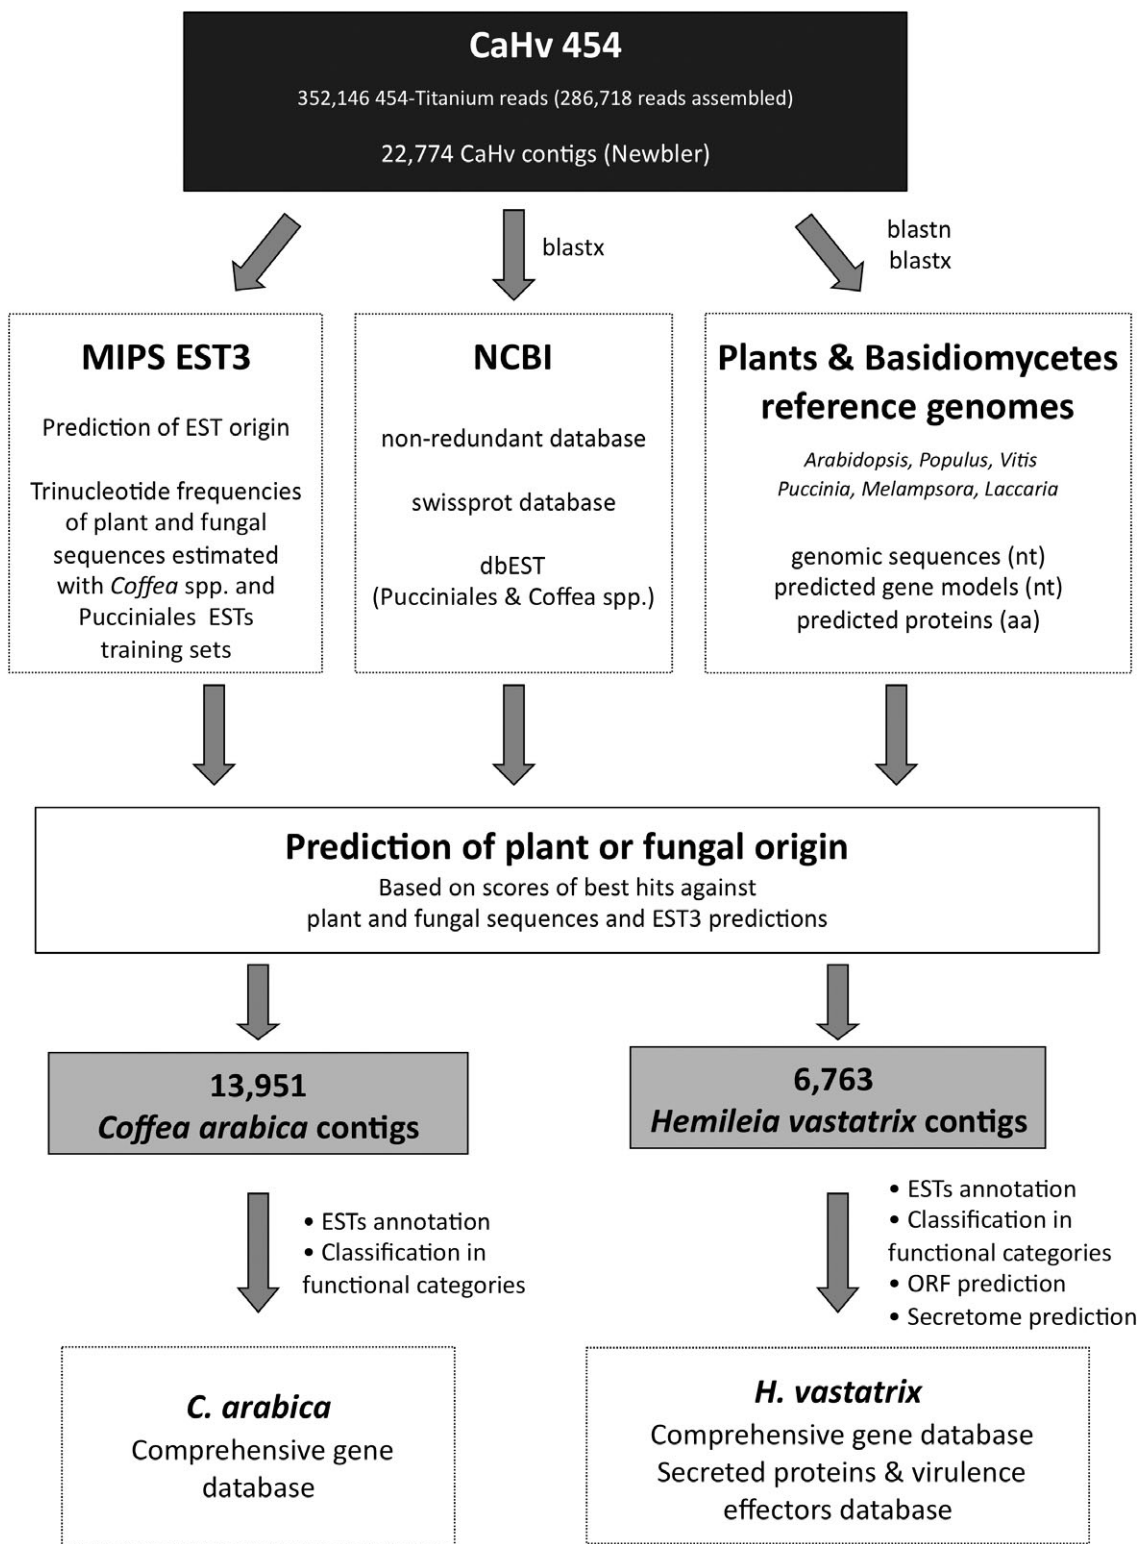 CaHv 454
352,146 454-Titanium reads (286,718 reads assembled)
22,774 CaHv contigs (Newbler)
blastx
blastn
blastx
MIPS EST3
Prediction of EST origin
Trinucleotide frequencies
of plant and fungal
sequences estimated
with Coffea spp. and
Pucciniales ESTs
training sets
NCBI
non-redundant database
swissprot database
dbEST
(Pucciniales & Coffea spp.)
Plants & Basidiomycetes
reference genomes
Arabidopsis, Populus, Vitis
Puccinia, Melampsora, Laccaria
genomic sequences (nt)
predicted gene models (nt)
predicted proteins (aa)
Prediction of plant or fungal origin
Based on scores of best hits against
plant and fungal sequences and EST3 predictions
13,951
Coffea arabica contigs
6,763
Hemileia vastatrix contigs
• ESTs annotation
• Classification in
functional categories
• ESTs annotation
• Classification in
functional categories
• ORF prediction
• Secretome prediction
C. arabica
Comprehensive gene
database
H. vastatrix
Comprehensive gene database
Secreted proteins & virulence
effectors database